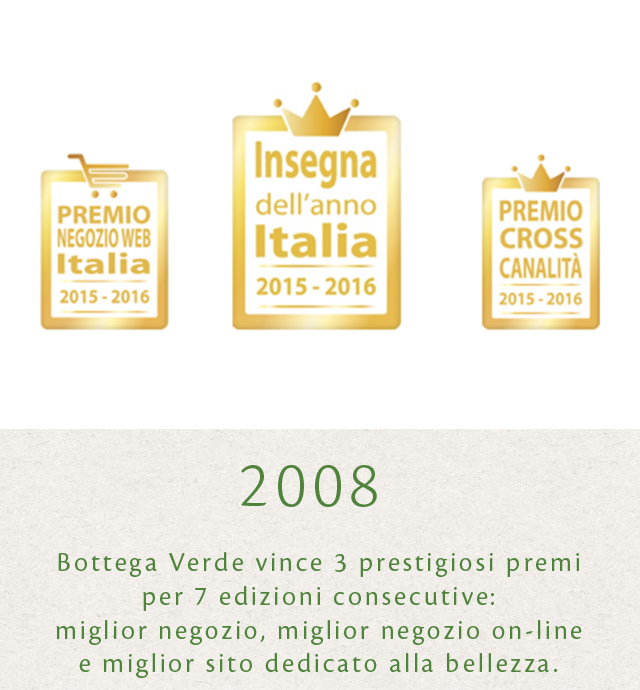 PREMIO
NEGOZIO WEB
Italia
2015 - 2016
Insegna
dell'anno
Italia
2015 - 2016
PREMIO
CROSS
CANALITÀ
2015 - 2016
2008
Bottega Verde vince 3 prestigiosi premi
per 7 edizioni consecutive:
miglior negozio, miglior negozio on-line
e miglior sito dedicato alla bellezza.